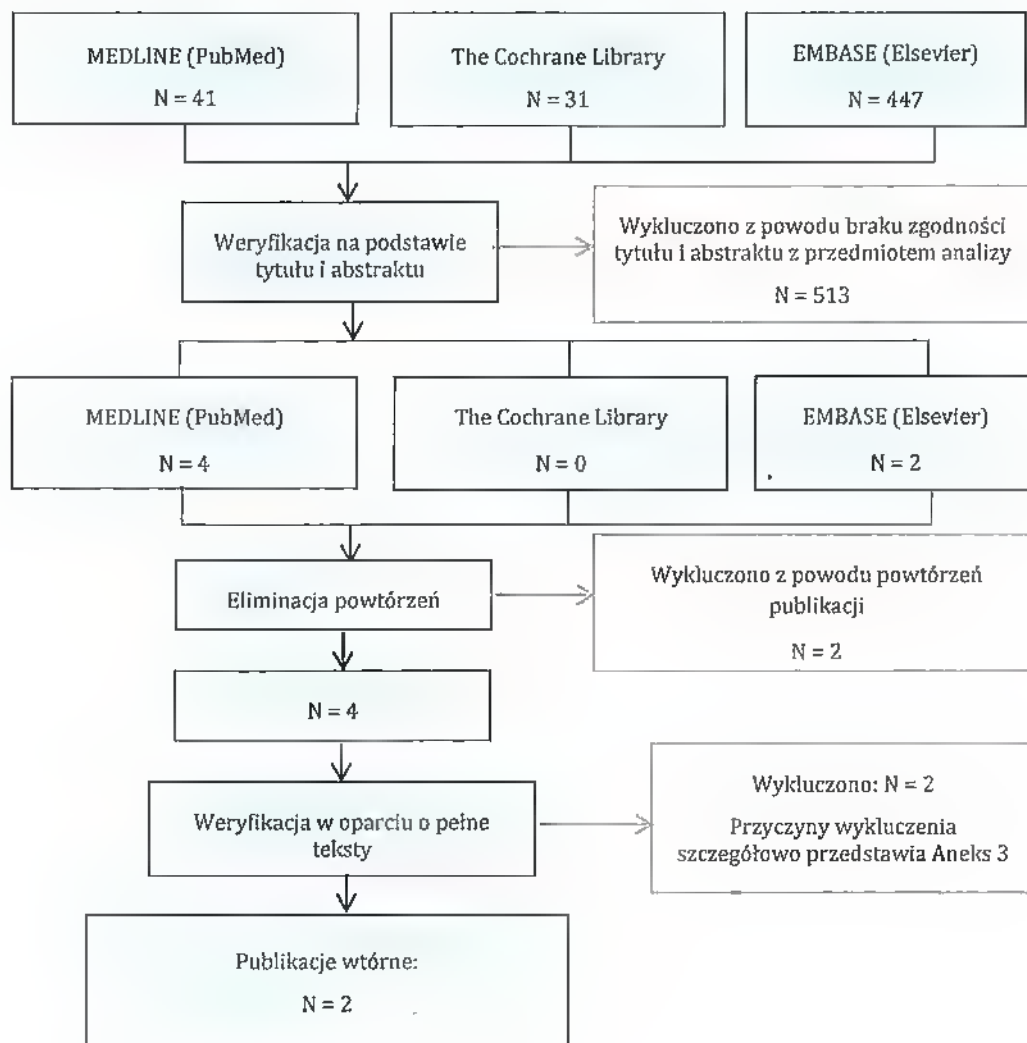 MEDLINE (PubMed)
N = 41
The Cochrane Library
N = 31
EMBASE (Elsevier)
N = 447
Weryfikacja na podstawie
tytułu i abstraktu
Wykluczono z powodu braku zgodności
tytułu i abstraktu z przedmiotem analizy
N = 513
MEDLINE (PubMed)
N = 4
The Cochrane Library
N = 0
EMBASE (Elsevier)
N = 2
Eliminacja powtórzeń
Wykluczono z powodu powtórzeń
publikacji
N = 2
N = 4
Weryfikacja w oparciu o pełne
teksty
Wykluczono: N = 2
Przyczyny wykluczenia
szczegółowo przedstawia Aneks 3
Publikacje wtórne:
N = 2